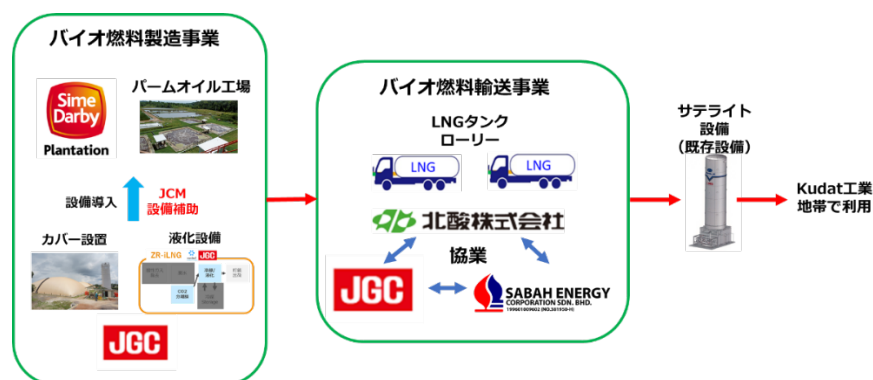 バイオ燃料製造事業
Sime
Darby
Plantation
パームオイル工場
設備導入
JCM
設備補助
カバー設置
液化設備
ZR-iLNG
JGC
JGC
バイオ燃料輸送事業
LNGタンク
ローリー
LNG
LNG
北酸株式会社
協業
JGC
SABAH ENERGY
CORPORATION SDN. BHD.
サテライト
設備
（既存設備）
Kudat工業
地帯で利用